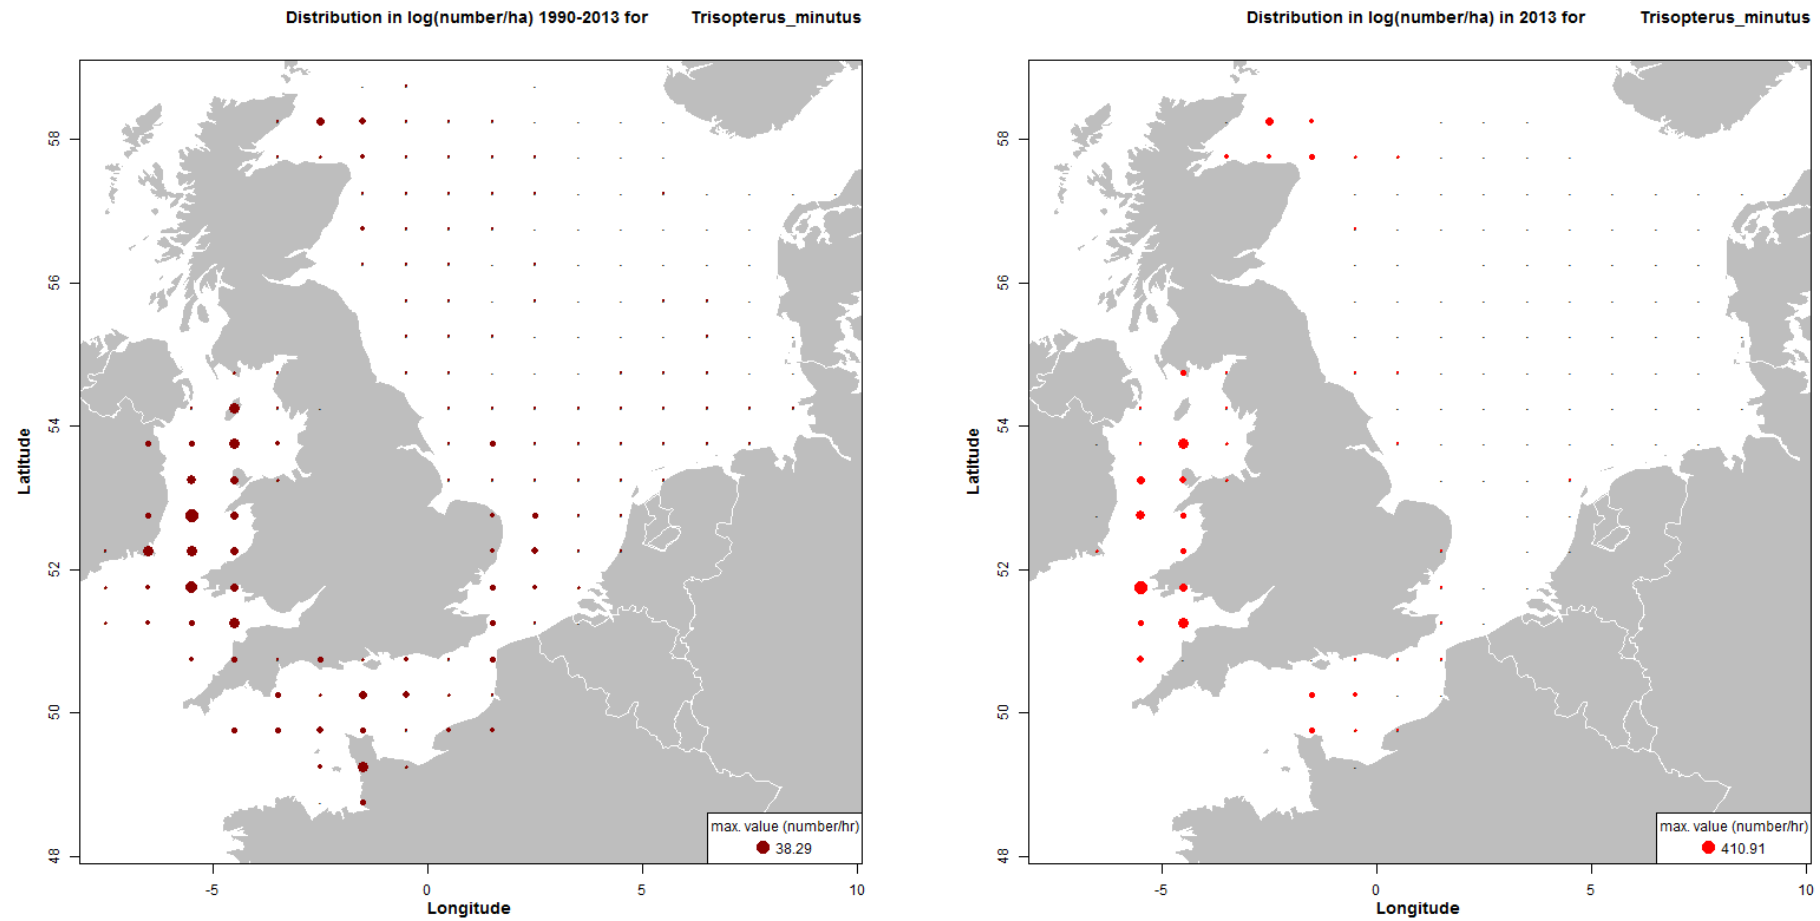 Distribution in log(number/ha) 1990-2013 for Trisopterus_minutus
58
56
54
52
50
48
Latitude
-5
0
5
10
Longitude
max. value (number/hr)
38.29
Distribution in log(number/ha) in 2013 for Trisopterus_minutus
58
56
54
52
50
48
Latitude
-5
0
5
10
Longitude
max. value (number/hr)
410.91